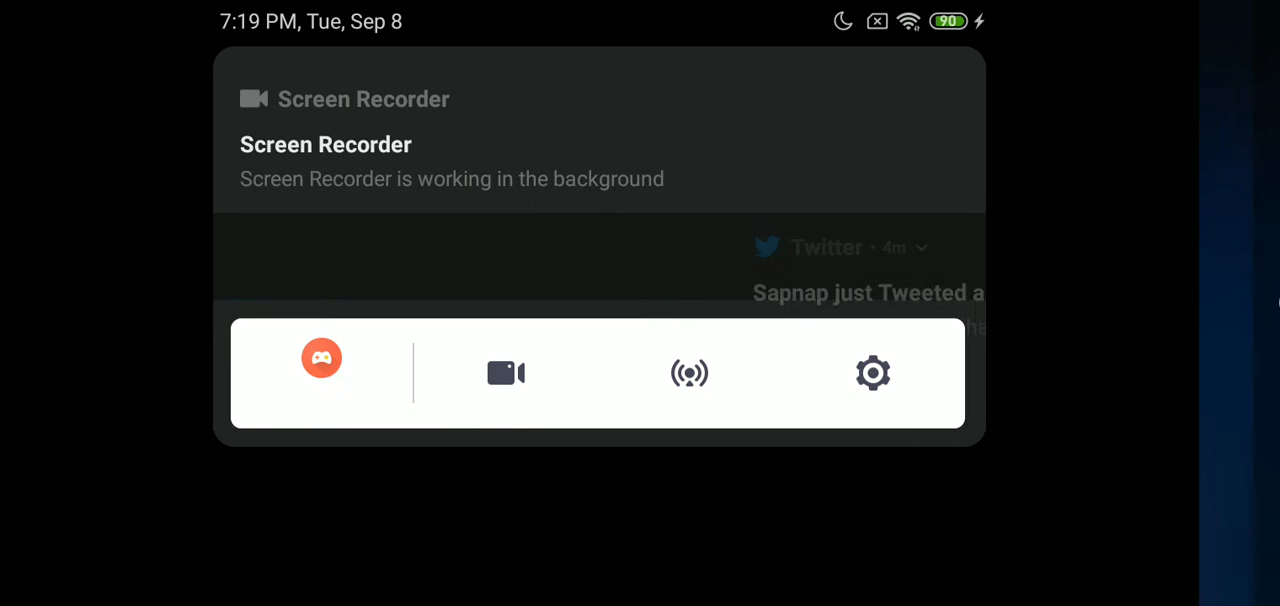 7:19 PM, Tue, Sep 8
90
Screen Recorder
Screen Recorder
Screen Recorder is working in the background
Twitter · 4m
Sapnap just Tweeted a